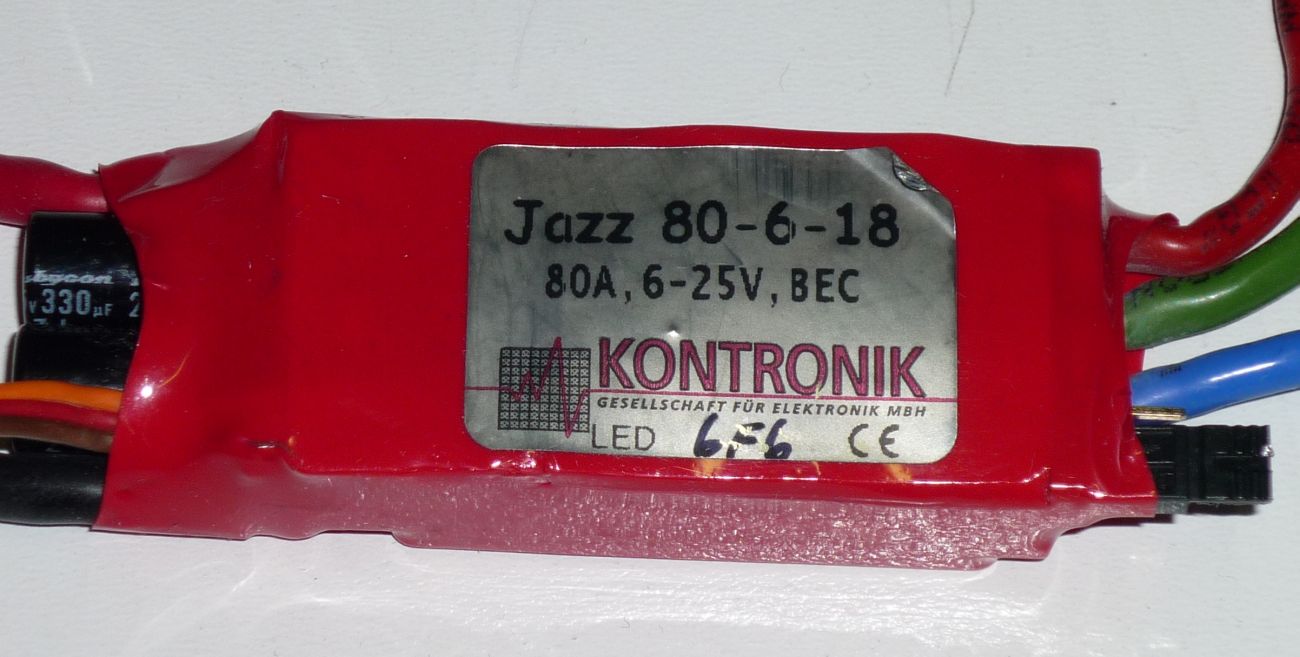 Jazz 80-6-18
80A, 6-25V, BEC
KONTRONIK
GESELLSCHAFT FÜR ELEKTRONIK MBH
LED 6F6 CE
330µF